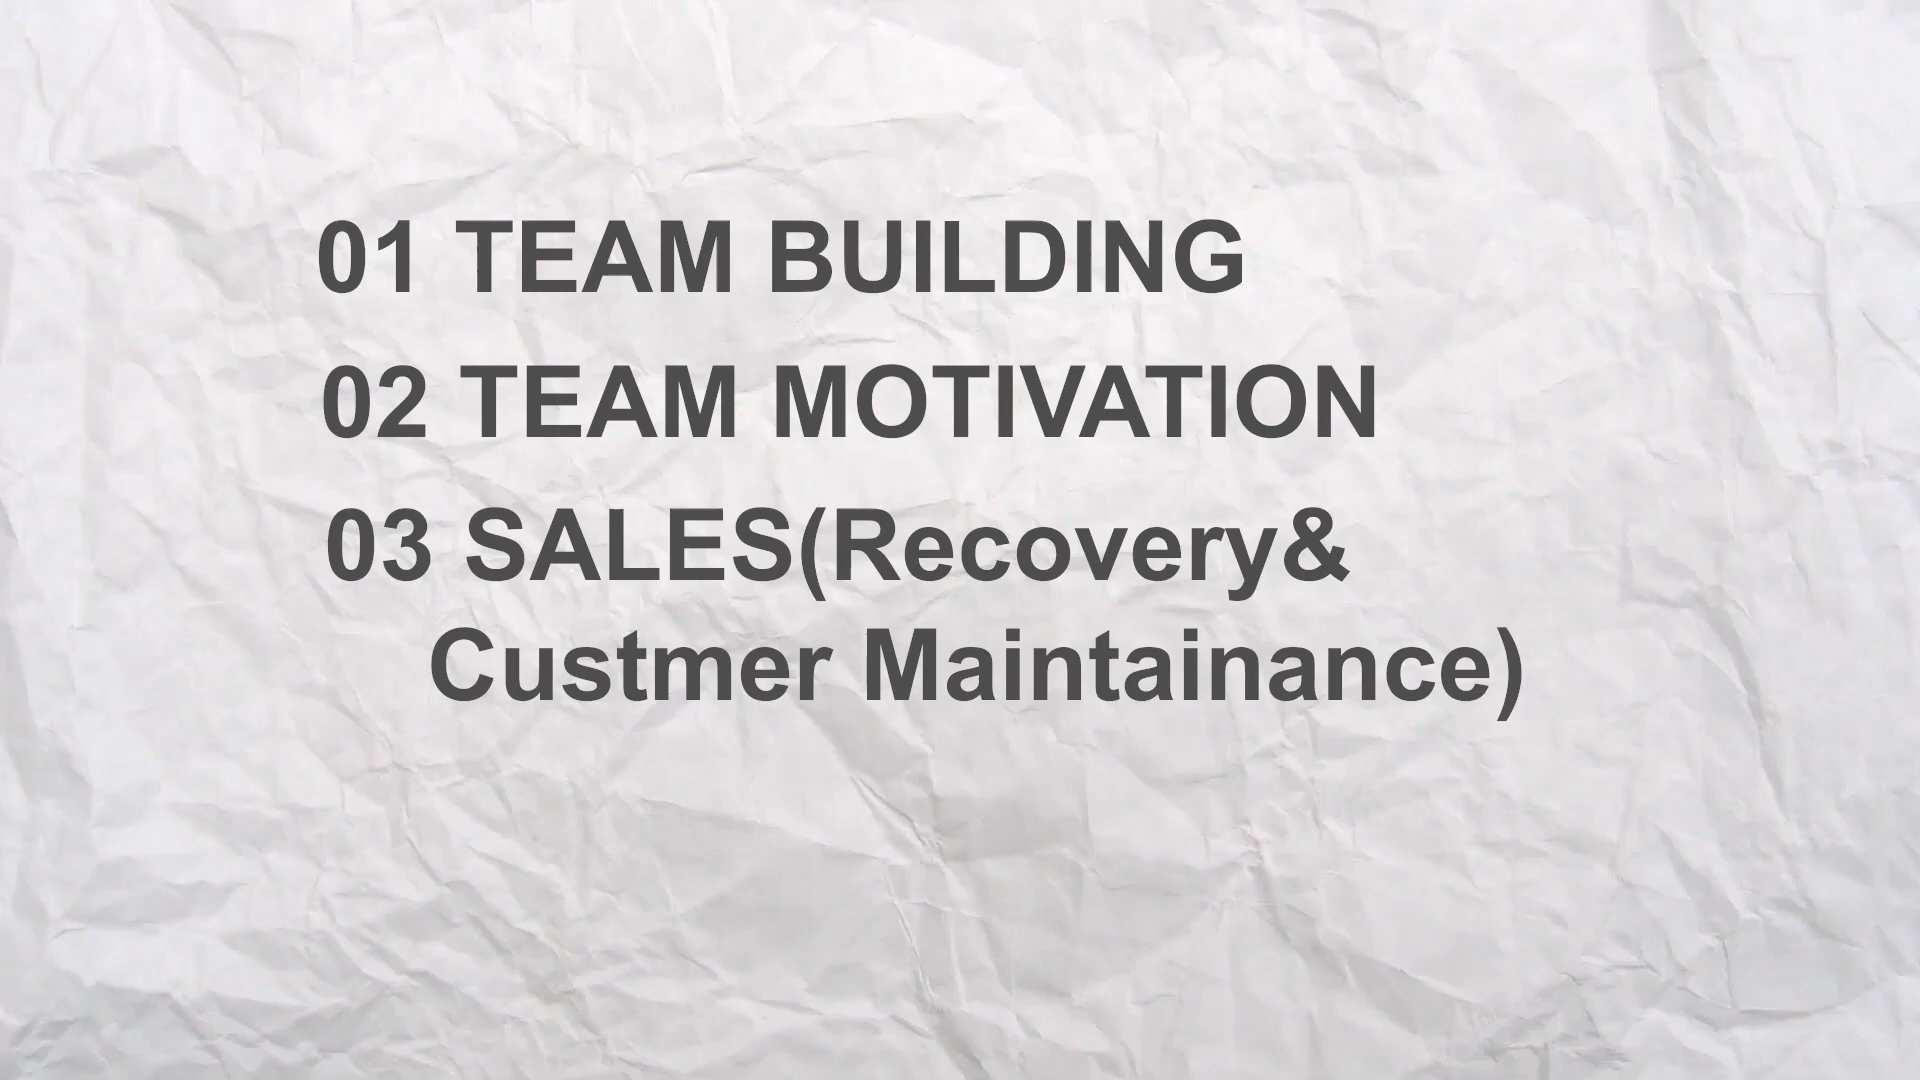 01 TEAM BUILDING
02 TEAM MOTIVATION
03 SALES(Recovery&
Custmer Maintainance)